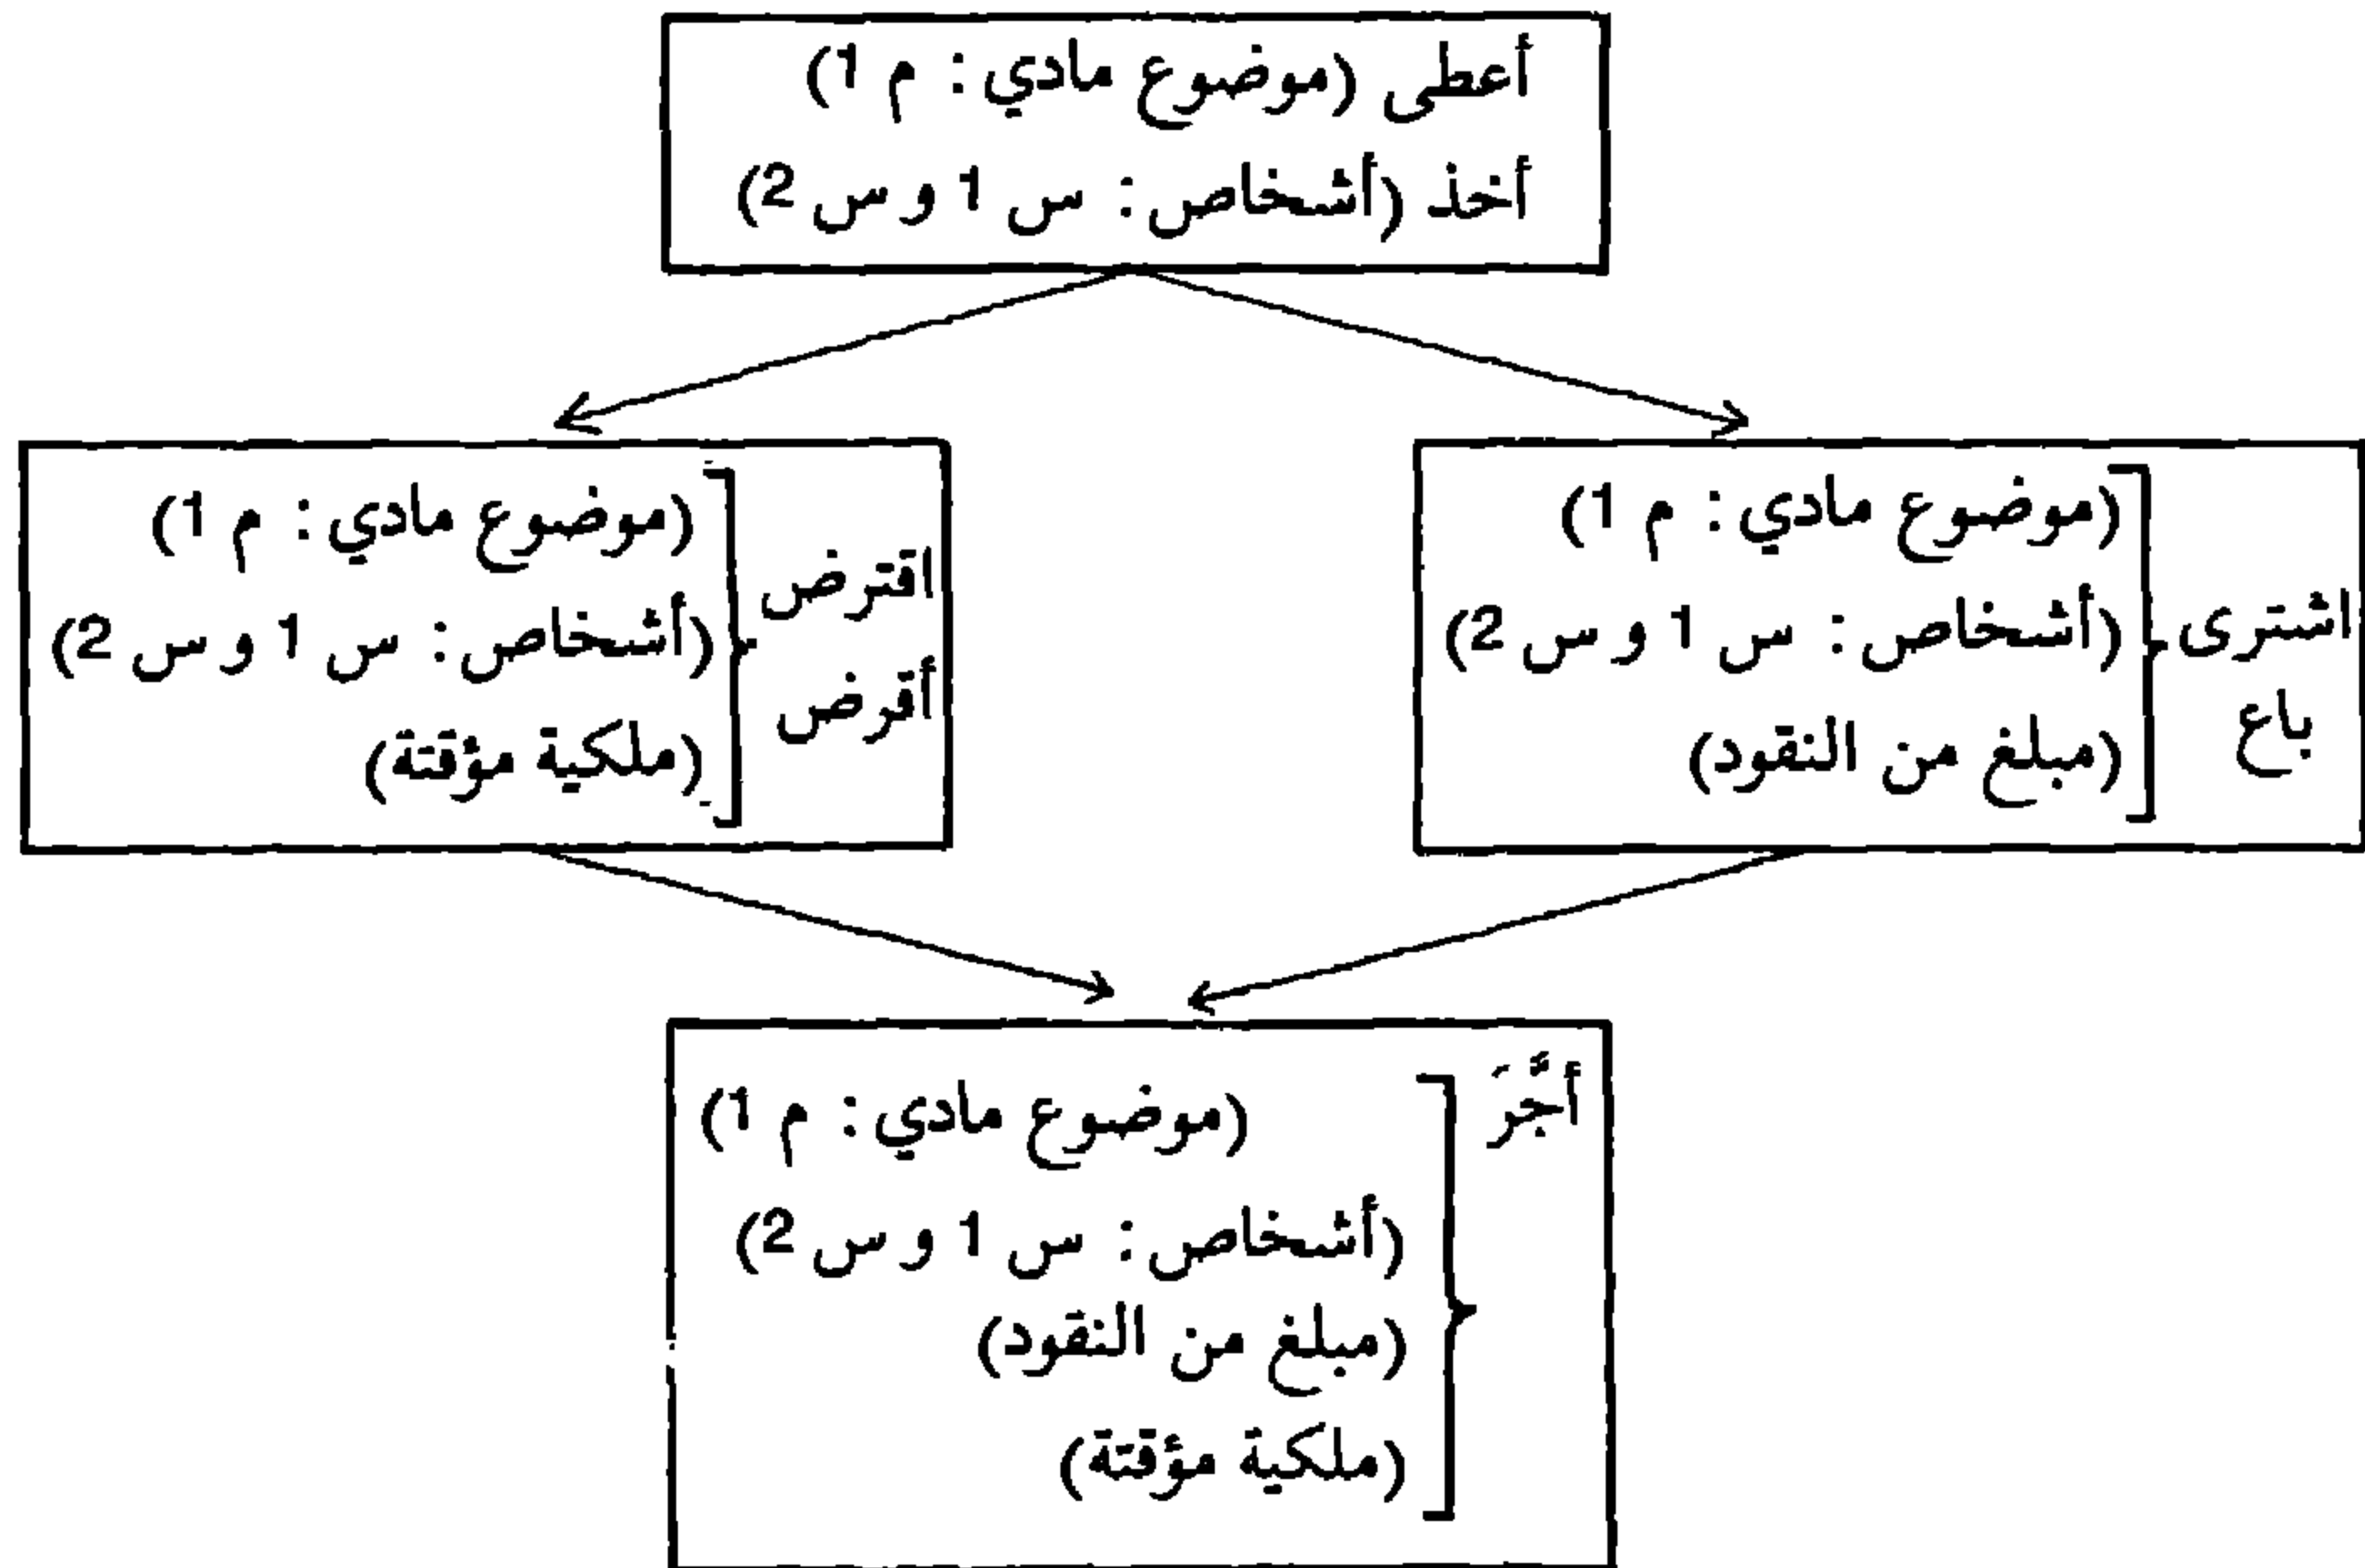 أعطى (موضوع مادي : م 1)
أخذ (أشخاص : س 1 و س 2)
اشترى
باع
(موضوع مادي : م 1)
(أشخاص : س 1 و س 2)
(مبلغ من النقود)
اقترض
أقرض
(موضوع مادي : م 1)
(أشخاص : س 1 و س 2)
(ملكية مؤقتة)
أجَّرَ
(موضوع مادي : م 1)
(أشخاص : س 1 و س 2)
(مبلغ من النقود)
(ملكية مؤقتة)